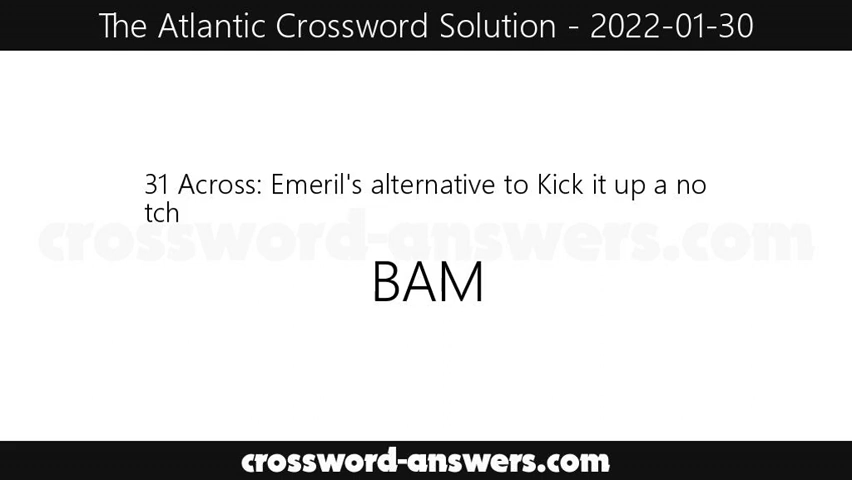 The Atlantic Crossword Solution - 2022-01-30
31 Across: Emeril's alternative to Kick it up a no
tch
crossword-answers.com
BAM
crossword-answers.com